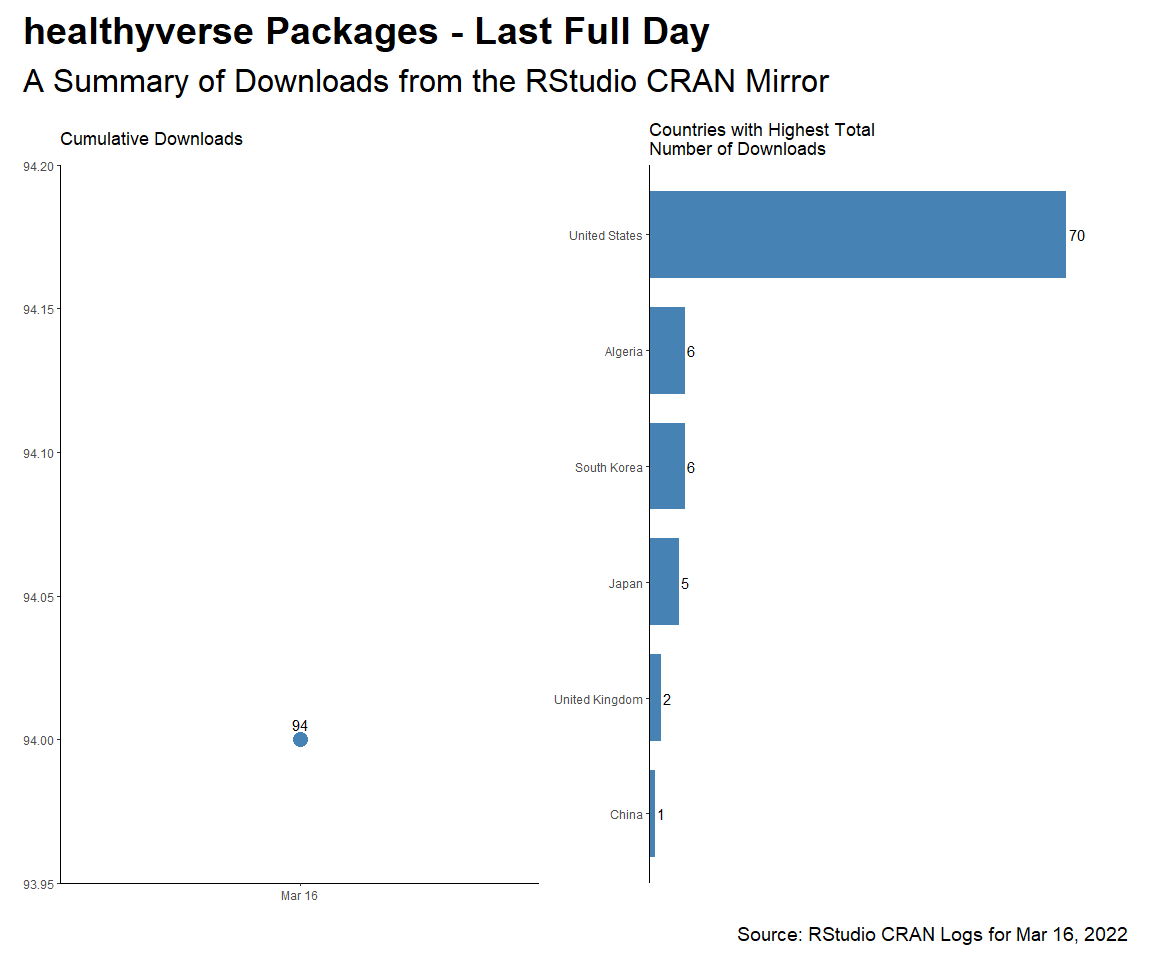 healthyverse Packages - Last Full Day
A Summary of Downloads from the RStudio CRAN Mirror
Cumulative Downloads
94.20
94.15
94.10
94.05
94.00
93.95
94
Mar 16
Countries with Highest Total
Number of Downloads
United States
70
Algeria
6
South Korea
6
Japan
5
United Kingdom
2
China
1
Source: RStudio CRAN Logs for Mar 16, 2022